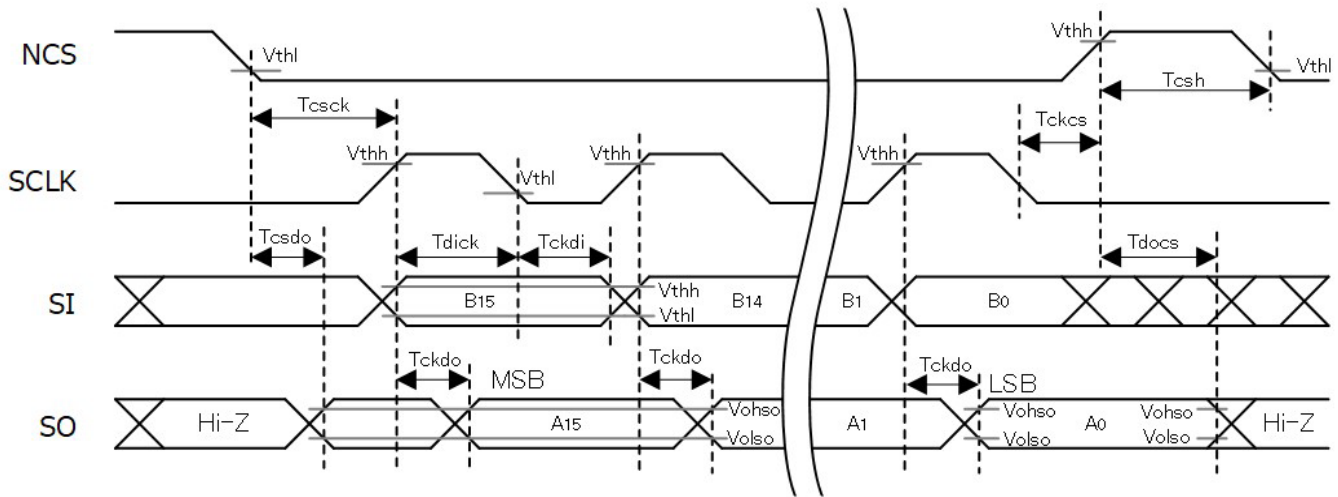 NCS Vthl Vthh Vthl
Tcsck Tcsh
Tckcs
SCLK Vthh Vthl Vthh Vthh
Tcsdo Tdick Tckdi Tdocs
SI B15 Vthh B14 B1 B0
Vthl
Tckdo MSB Tckdo Tckdo LSB
SO Hi-Z A15 Vohso A1 Vohso A0 Vohso Hi-Z
Volso Volso Volso